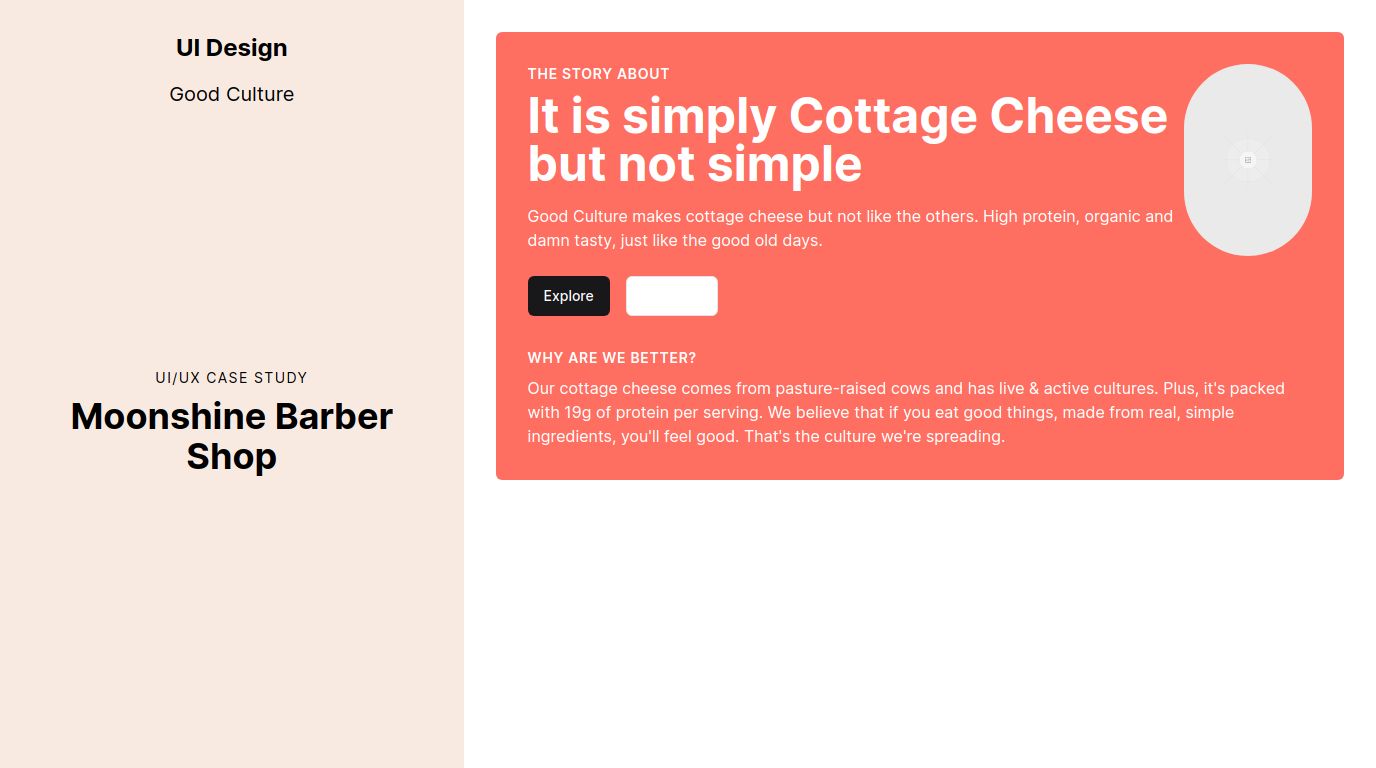 UI Design
Good Culture
UI/UX CASE STUDY
Moonshine Barber
Shop
THE STORY ABOUT
It is simply Cottage Cheese
but not simple
Good Culture makes cottage cheese but not like the others. High protein, organic and
damn tasty, just like the good old days.
Explore
WHY ARE WE BETTER?
Our cottage cheese comes from pasture-raised cows and has live & active cultures. Plus, it's packed
with 19g of protein per serving. We believe that if you eat good things, made from real, simple
ingredients, you'll feel good. That's the culture we're spreading.